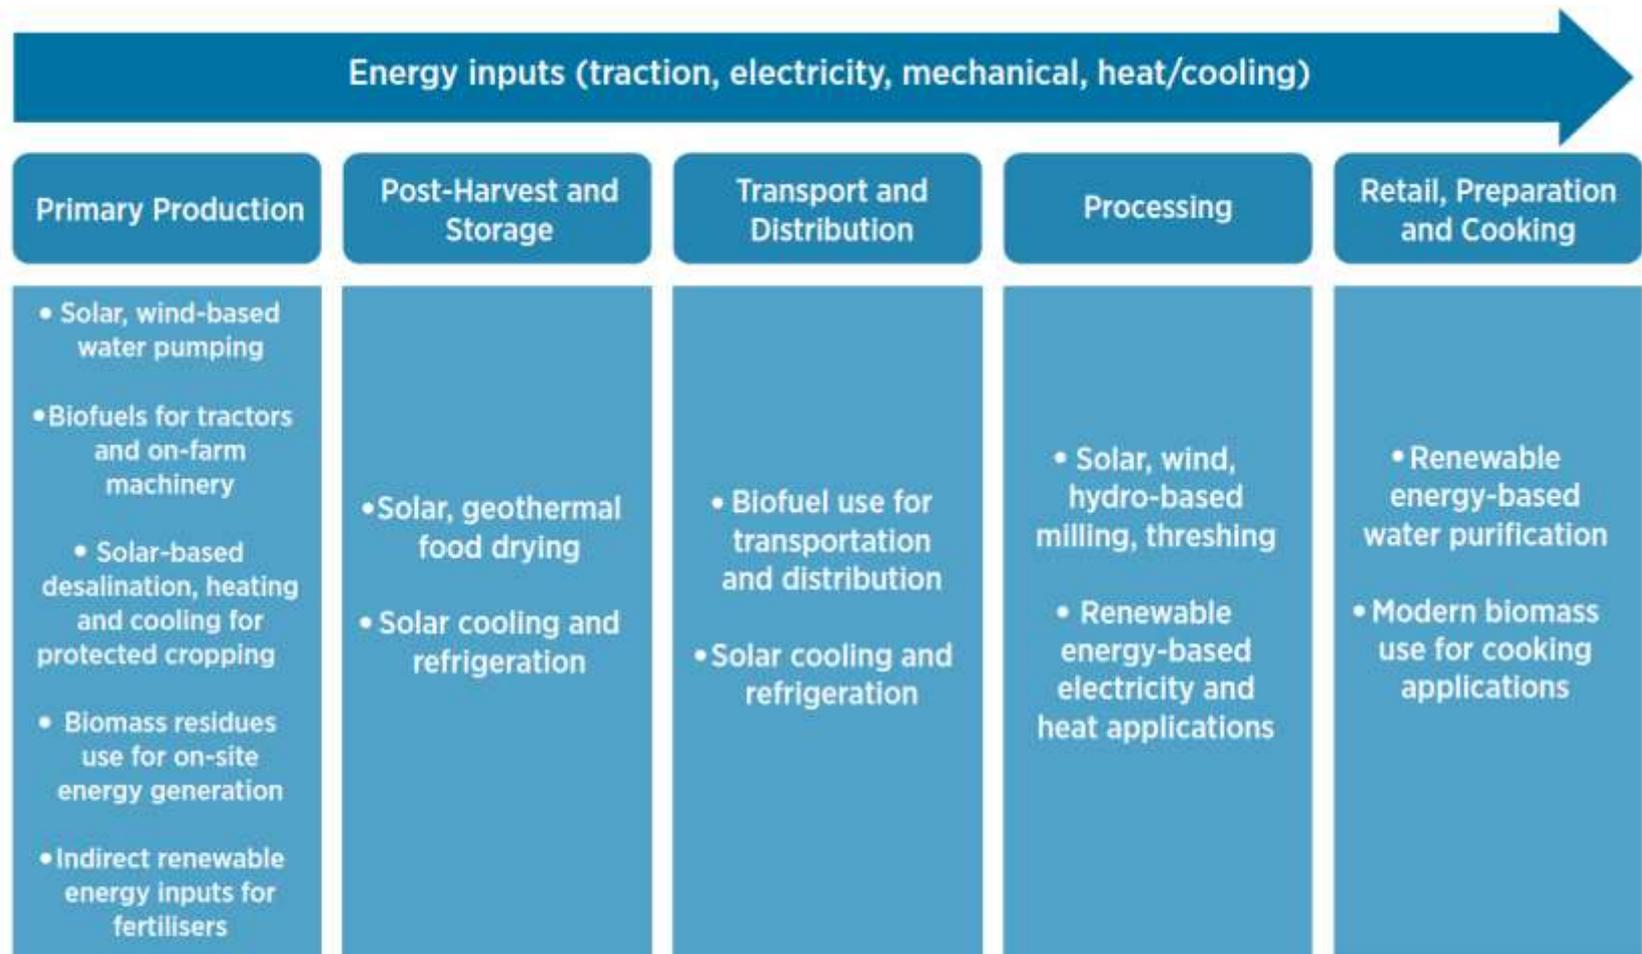 Energy inputs (traction, electricity, mechanical, heat/cooling)
Primary Production
Post-Harvest and
Storage
Transport and
Distribution
Processing
Retail, Preparation
and Cooking
• Solar, wind-based
water pumping
•Biofuels for tractors
and on-farm
machinery
• Solar-based
desalination, heating
and cooling for
protected cropping
• Biomass residues
use for on-site
energy generation
•Indirect renewable
energy inputs for
fertilisers
•Solar, geothermal
food drying
• Solar cooling and
refrigeration
• Biofuel use for
transportation
and distribution
•Solar cooling and
refrigeration
• Solar, wind,
hydro-based
milling, threshing
• Renewable
energy-based
electricity and
heat applications
•Renewable
energy-based
water purification
•Modern biomass
use for cooking
applications